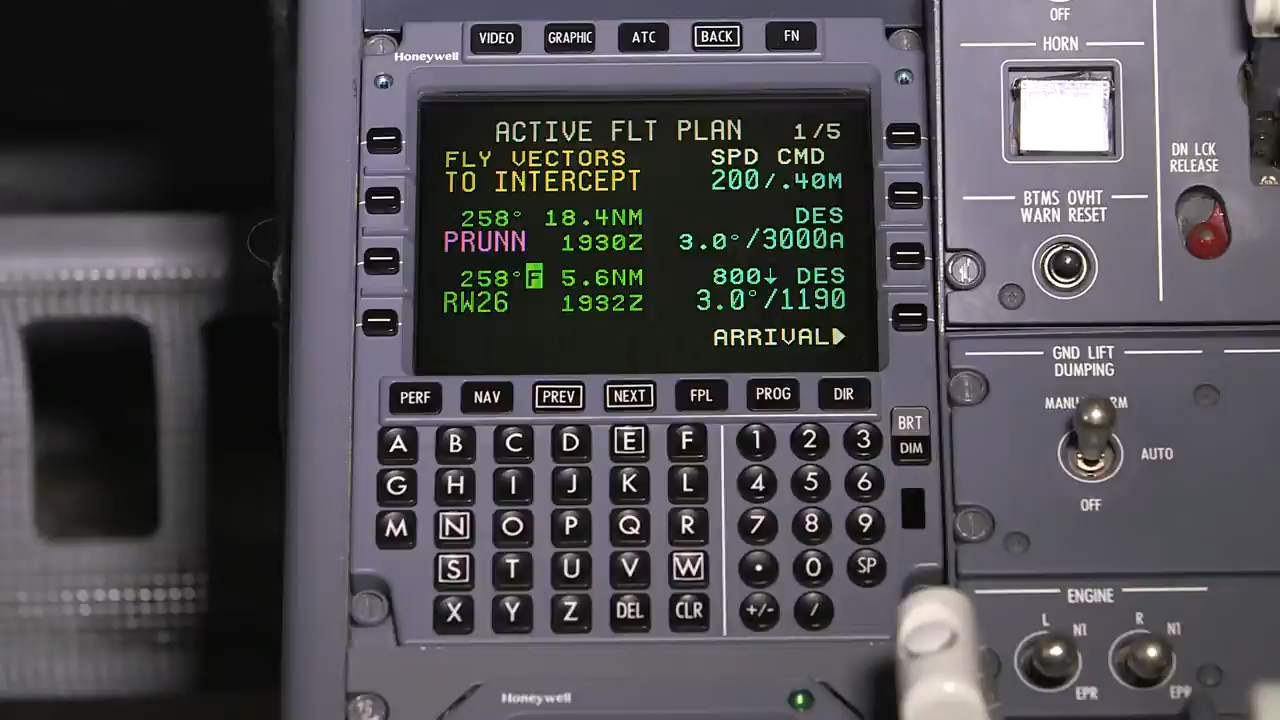 OFF
VIDEO GRAPHIC ATC BACK FN
HORN
Honeywell
ACTIVE FLT PLAN 1/5
FLY VECTORS SPD CMD
TO INTERCEPT 200/.40M
258° 18.4NM DES
PRUNN 1930Z 3.0°/3000A
258° F 5.6NM 800↓ DES
RW26 1932Z 3.0°/1190
ARRIVAL▶
DN LCK
RELEASE
BTMS OVHT
WARN RESET
PERF NAV PREV NEXT FPL PROG DIR
BRT
DIM
A B C D E F 1 2 3
G H I J K L 4 5 6
M N O P Q R 7 8 9
S T U V W . 0 SP
X Y Z DEL CLR +/- /
GND LIFT
DUMPING
AUTO
OFF
ENGINE
L N1 R N1
EPR EPR
Honeywell